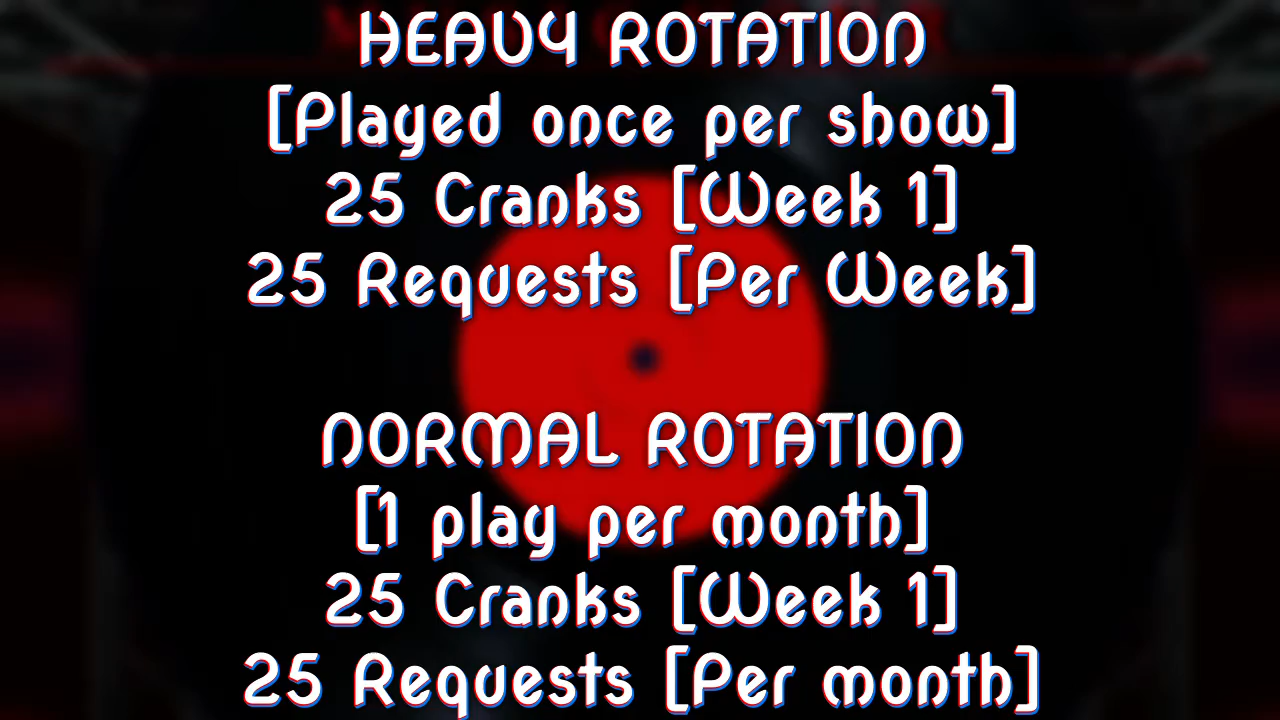 HEAVY ROTATION
[Played once per show]
25 Cranks [Week 1]
25 Requests [Per Week]
NORMAL ROTATION
[1 play per month]
25 Cranks [Week 1]
25 Requests [Per month]